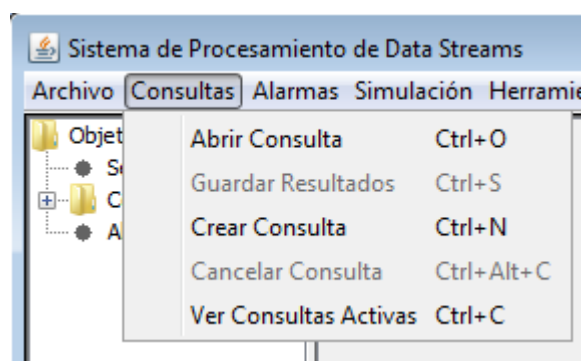 Sistema de Procesamiento de Data Streams
Archivo Consultas Alarmas Simulación
Abrir Consulta Ctrl+O
Guardar Resultados Ctrl+S
Crear Consulta Ctrl+N
Cancelar Consulta Ctrl+Alt+C
Ver Consultas Activas Ctrl+C